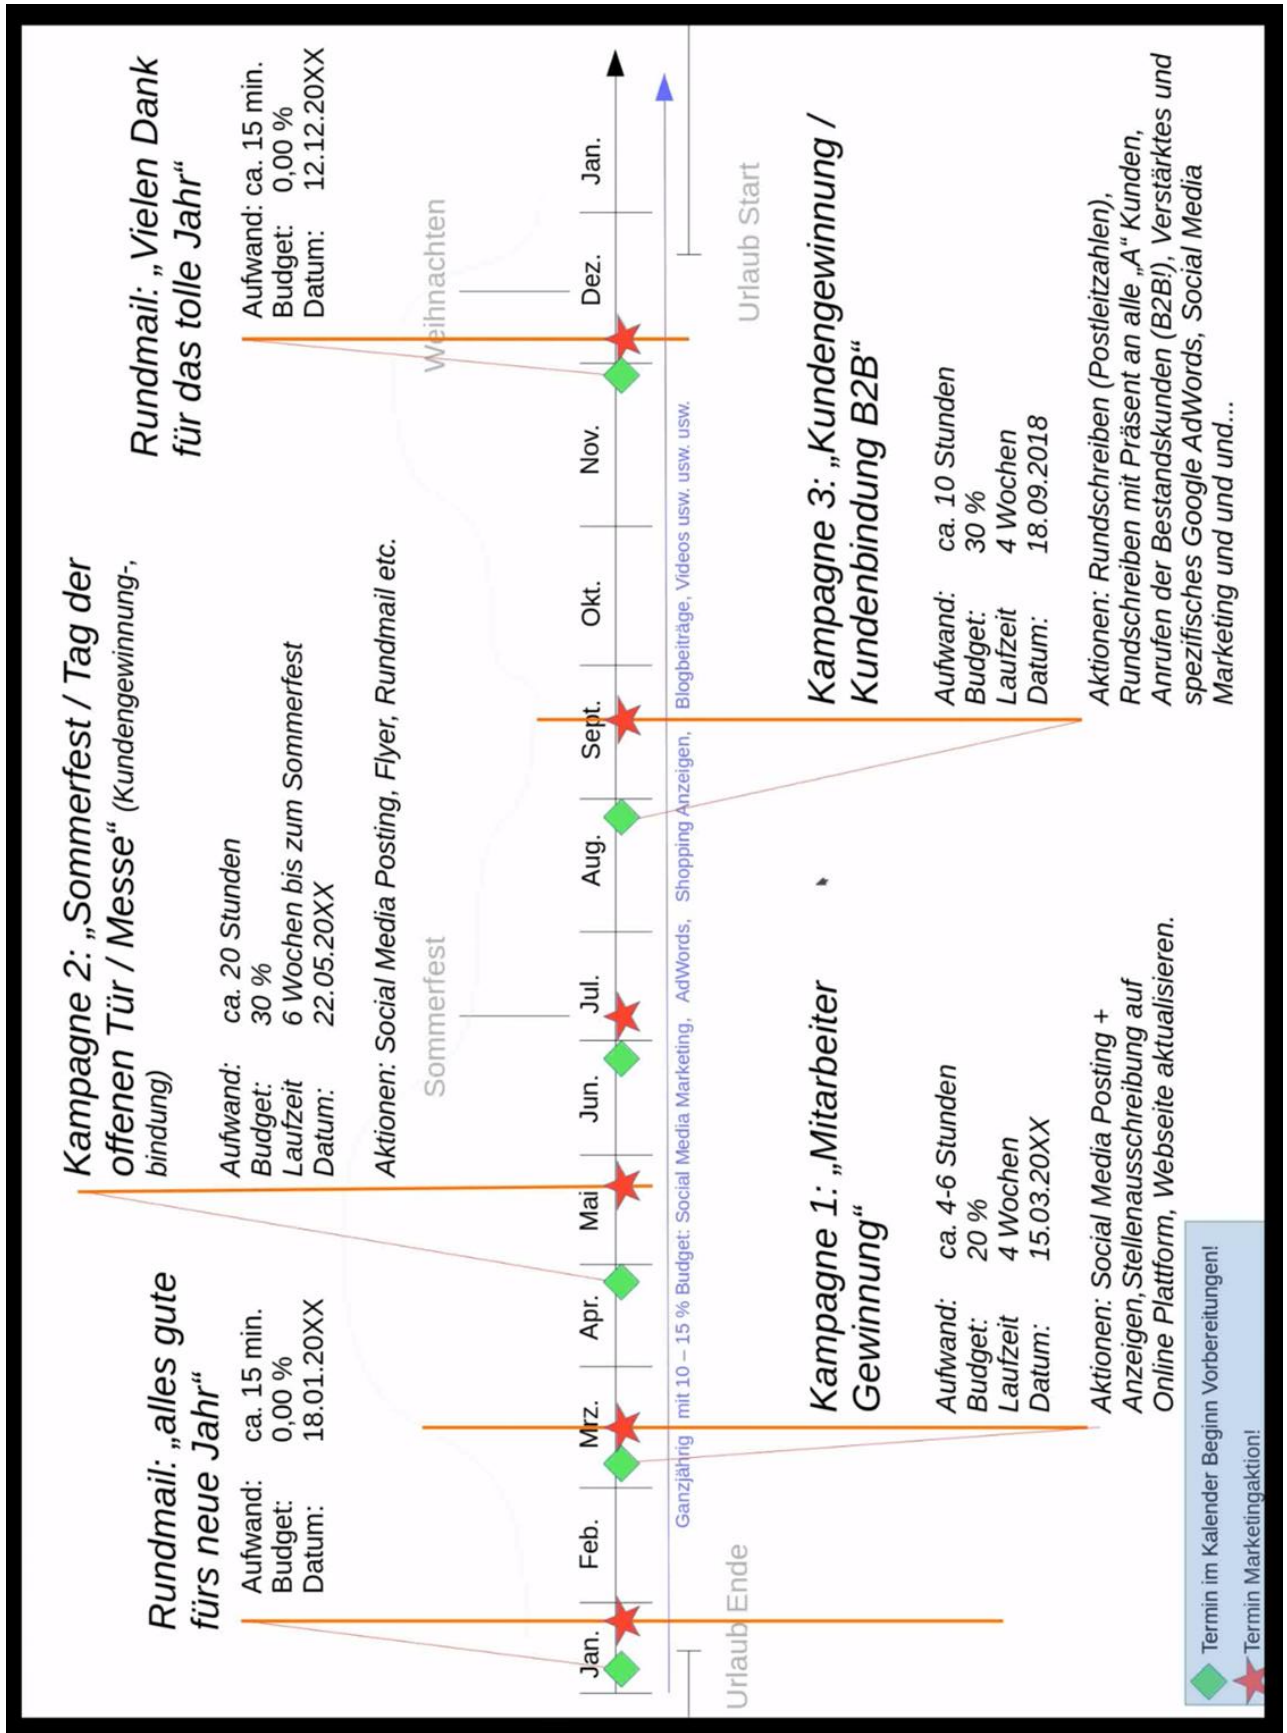 Rundmail: „alles gute
fürs neue Jahr“
Aufwand: ca. 15 min.
Budget: 0,00 %
Datum: 18.01.20XX
Kampagne 2: „Sommerfest / Tag der
offenen Tür / Messe“ (Kundengewinnung-,
bindung)
Aufwand: ca. 20 Stunden
Budget: 30 %
Laufzeit 6 Wochen bis zum Sommerfest
Datum: 22.05.20XX
Aktionen: Social Media Posting, Flyer, Rundmail etc.
Rundmail: „Vielen Dank
für das tolle Jahr“
Aufwand: ca. 15 min.
Budget: 0,00 %
Datum: 12.12.20XX
Sommerfest
Weihnachten
Jan. Feb. Mrz. Apr. Mai Jun. Jul. Aug. Sept. Okt. Nov. Dez. Jan.
Ganzjährig mit 10 – 15 % Budget: Social Media Marketing, AdWords, Shopping Anzeigen, Blogbeiträge, Videos usw. usw. usw.
Urlaub Ende
Urlaub Start
Kampagne 1: „Mitarbeiter
Gewinnung“
Aufwand: ca. 4-6 Stunden
Budget: 20 %
Laufzeit 4 Wochen
Datum: 15.03.20XX
Aktionen: Social Media Posting +
Anzeigen,Stellenausschreibung auf
Online Plattform, Webseite aktualisieren.
Kampagne 3: „Kundengewinnung /
Kundenbindung B2B“
Aufwand: ca. 10 Stunden
Budget: 30 %
Laufzeit 4 Wochen
Datum: 18.09.2018
Aktionen: Rundschreiben (Postleitzahlen),
Rundschreiben mit Präsent an alle „A“ Kunden,
Anrufen der Bestandskunden (B2B!), Verstärktes und
spezifisches Google AdWords, Social Media
Marketing und und und...
Termin im Kalender Beginn Vorbereitungen!
Termin Marketingaktion!